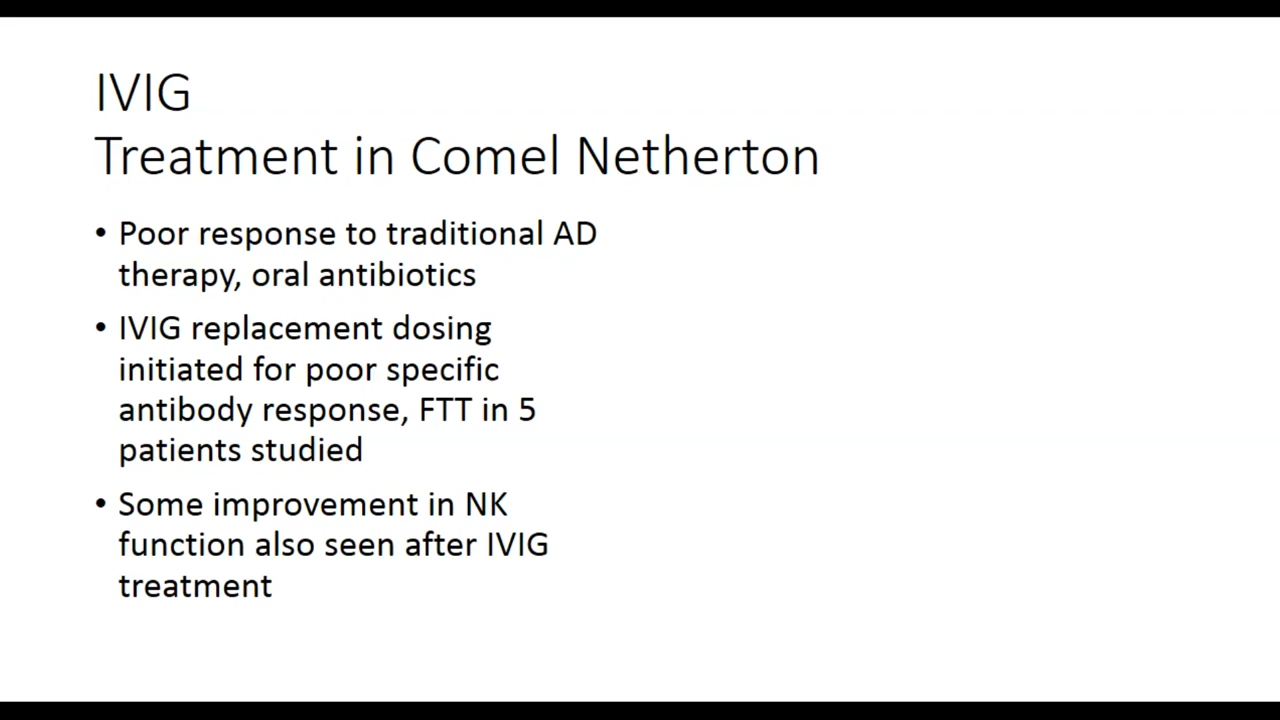 IVIG
Treatment in Comel Netherton
• Poor response to traditional AD
therapy, oral antibiotics
• IVIG replacement dosing
initiated for poor specific
antibody response, FTT in 5
patients studied
• Some improvement in NK
function also seen after IVIG
treatment